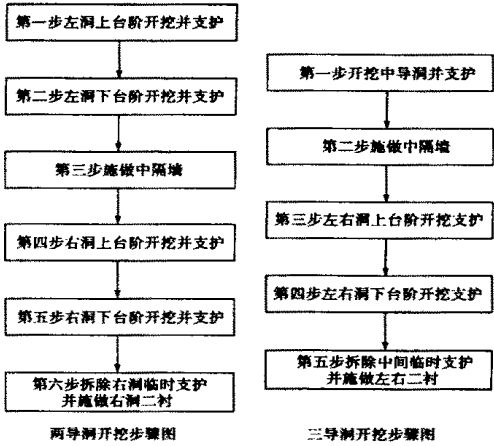 第一步左洞上台阶开挖并支护
第二步左洞下台阶开挖并支护
第三步施做中隔墙
第四步右洞上台阶开挖并支护
第五步右洞下台阶开挖并支护
第六步拆除右洞临时支护
并施做右洞二衬
两导洞开挖步骤图
第一步开挖中导洞并支护
第二步施做中隔墙
第三步左右洞上台阶开挖支护
第四步左右洞下台阶开挖支护
第五步拆除中间临时支护
并施做左右二衬
三导洞开挖步骤图